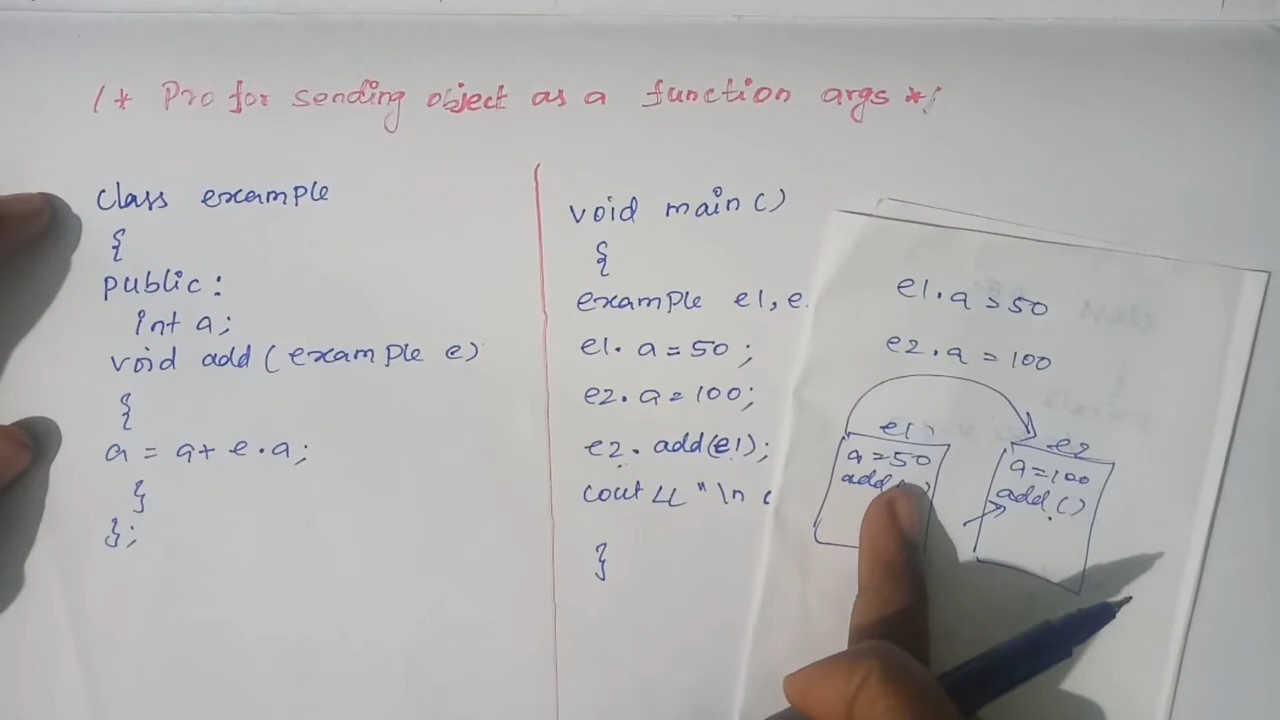 /* Pro for sending object as a function args */
class example
{
public:
int a;
void add (example e)
{
a = a + e.a;
}
};
void main()
{
example e1, e
e1. a = 50;
e2. a = 100;
e2. add(e1);
cout << "\n
}
e1.a = 50
e2.a = 100
e1
a = 50
add
e2
a = 100
add ()